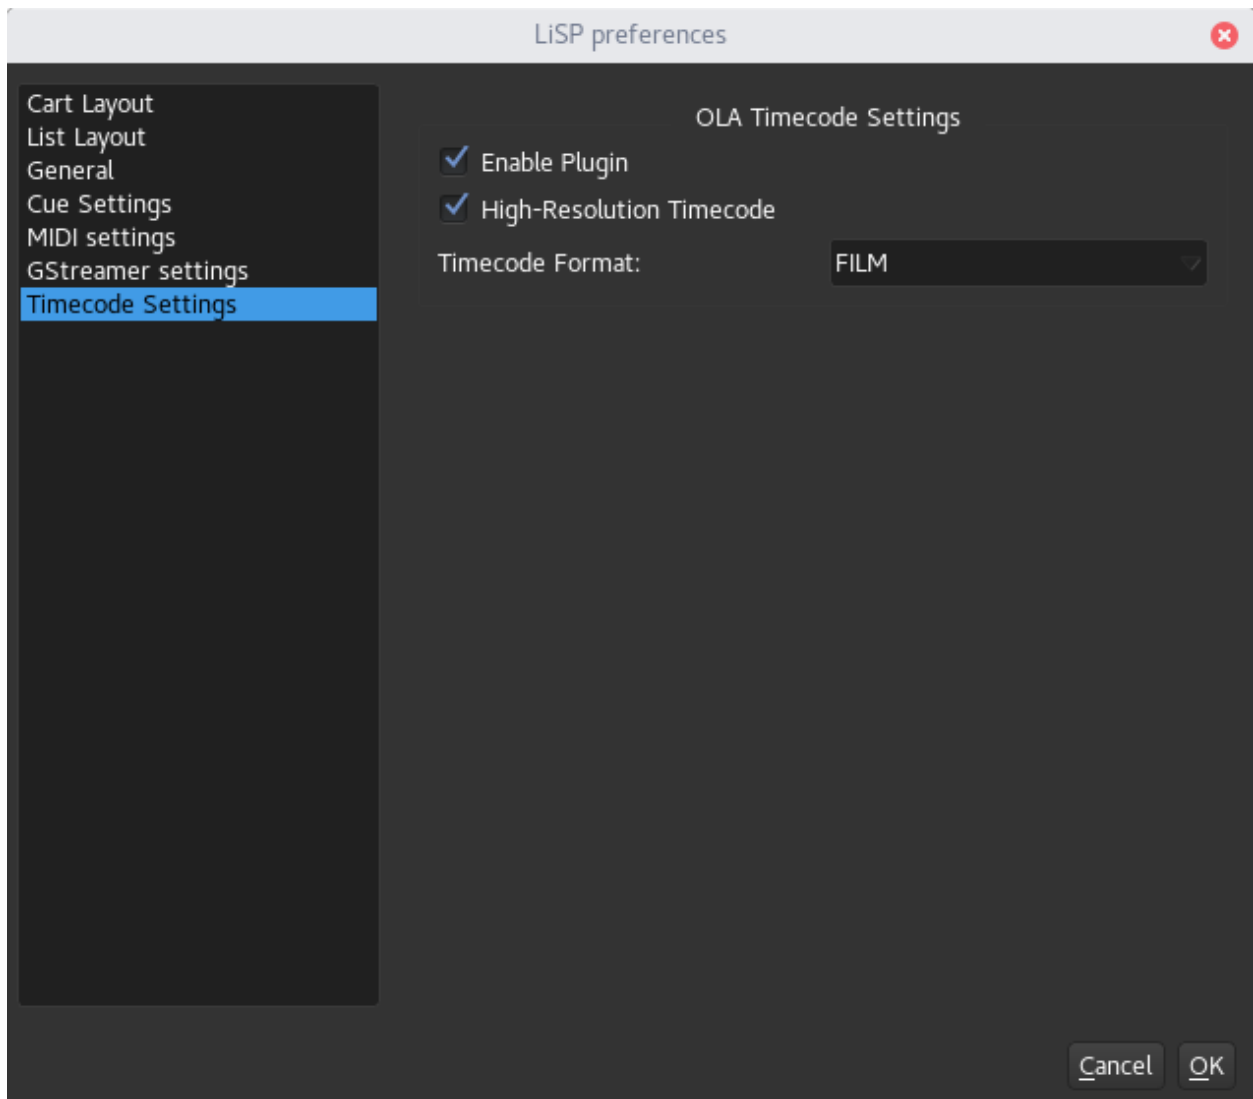 LiSP preferences
Cart Layout
List Layout
General
Cue Settings
MIDI settings
GStreamer settings
Timecode Settings
OLA Timecode Settings
Enable Plugin
High-Resolution Timecode
Timecode Format:
FILM
Cancel
OK